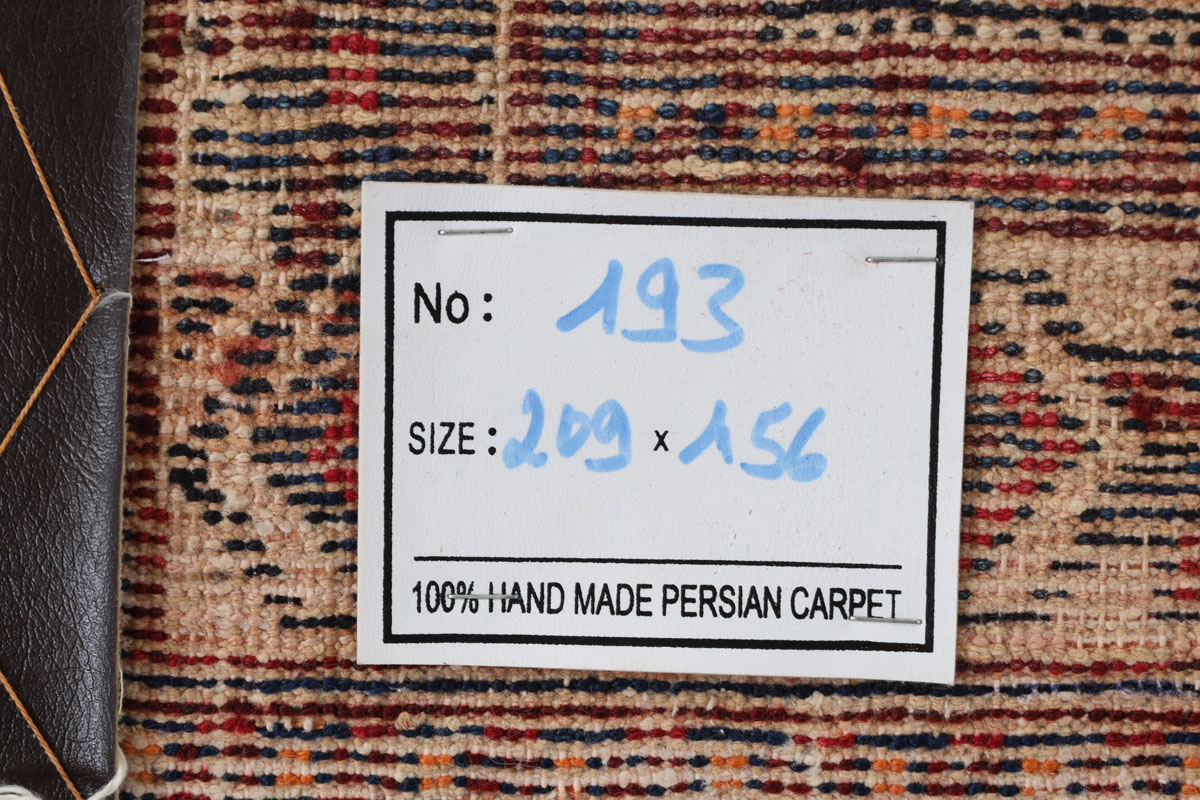 No: 193
SIZE: 209 x 156
100% HAND MADE PERSIAN CARPET